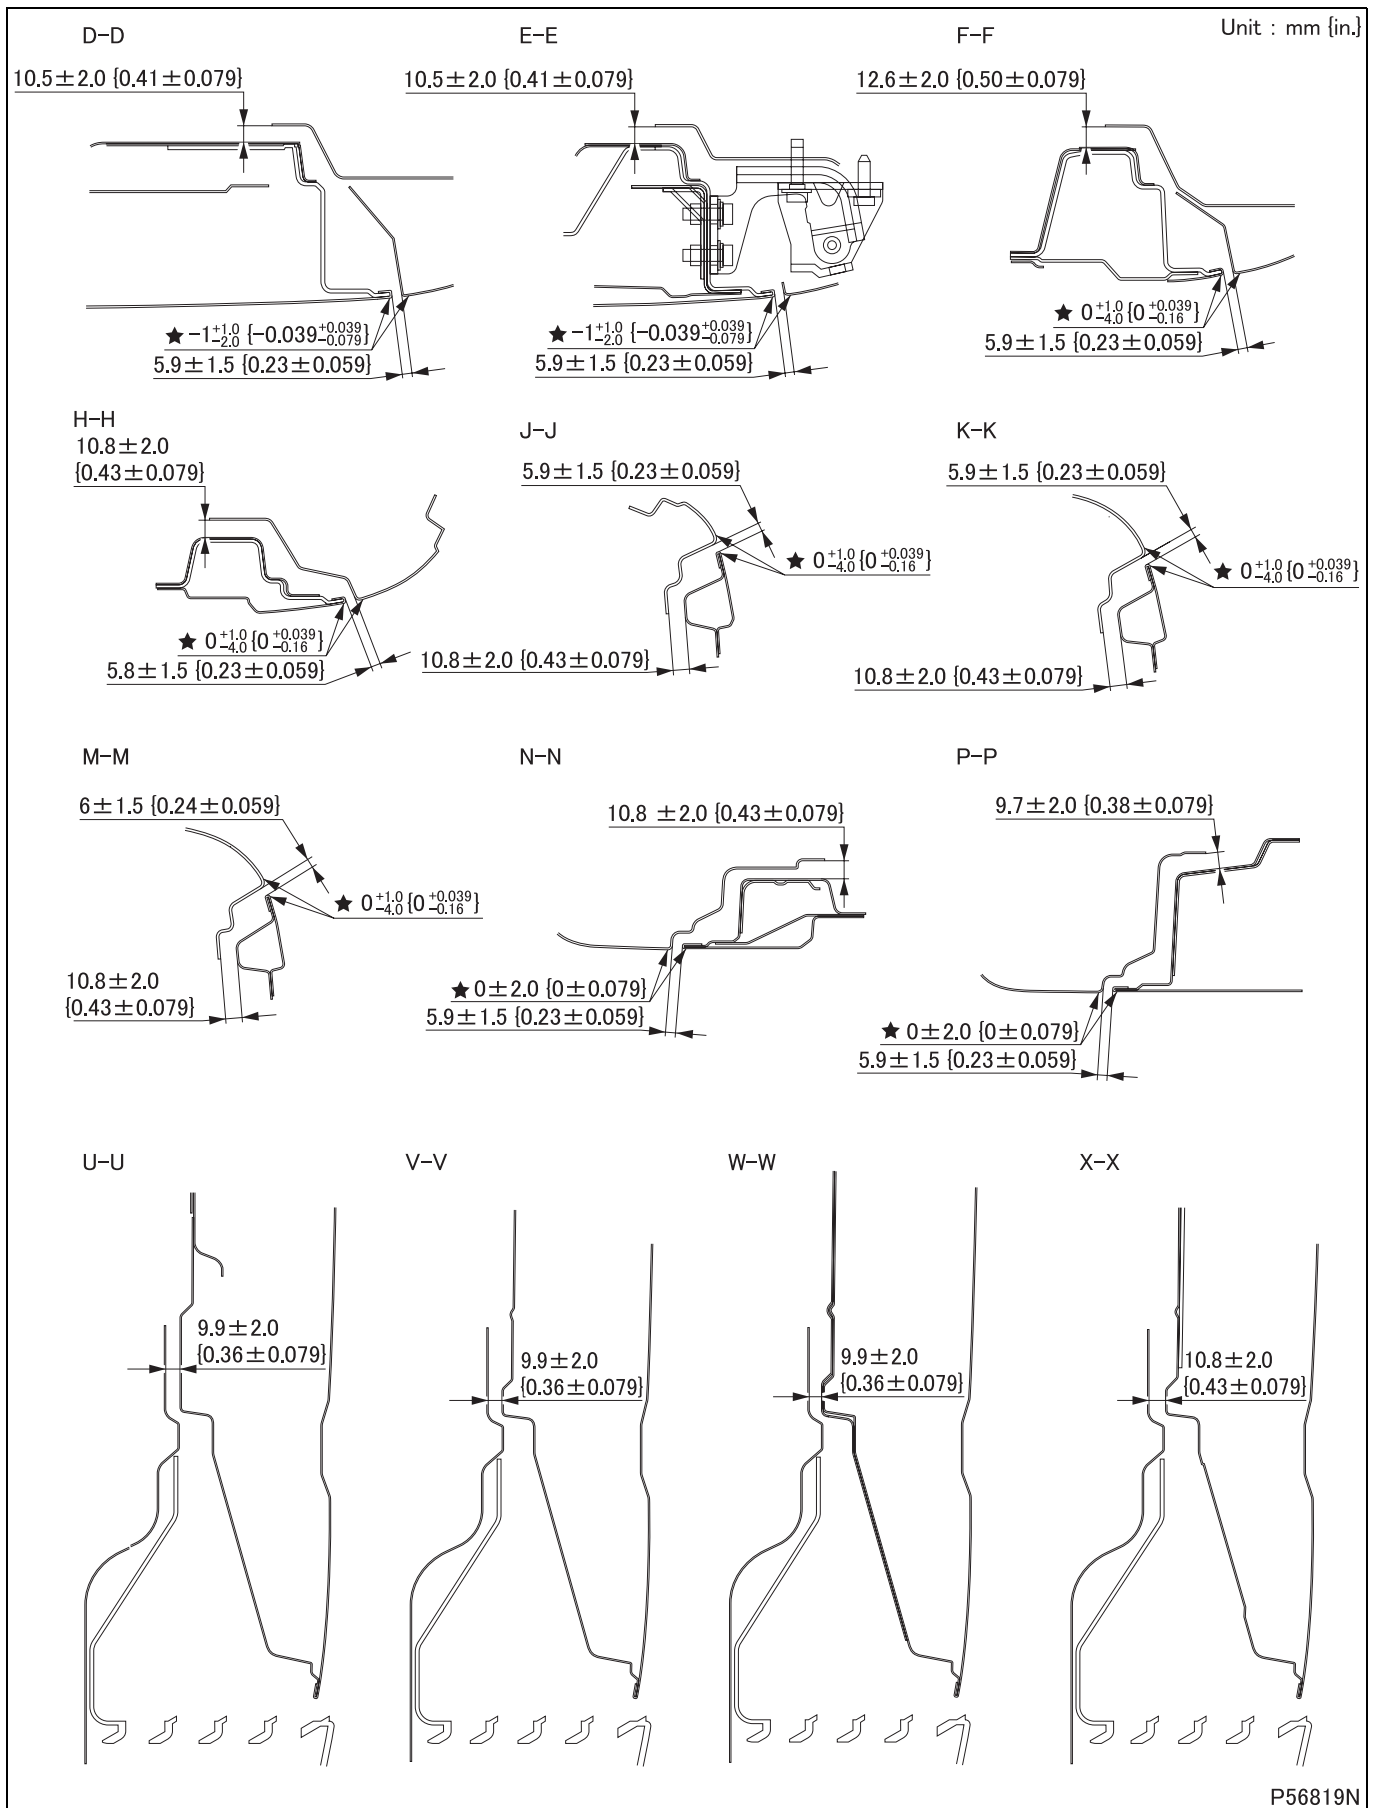 Unit : mm {in.}
D-D
10.5±2.0 {0.41±0.079}
★ -1 +1.0 -2.0 {-0.039 +0.039 -0.079}
5.9±1.5 {0.23±0.059}
E-E
10.5±2.0 {0.41±0.079}
★ -1 +1.0 -2.0 {-0.039 +0.039 -0.079}
5.9±1.5 {0.23±0.059}
F-F
12.6±2.0 {0.50±0.079}
★ 0 +1.0 -4.0 {0 +0.039 -0.16}
5.9±1.5 {0.23±0.059}
H-H
10.8±2.0
{0.43±0.079}
★ 0 +1.0 -4.0 {0 +0.039 -0.16}
5.8±1.5 {0.23±0.059}
J-J
5.9±1.5 {0.23±0.059}
★ 0 +1.0 -4.0 {0 +0.039 -0.16}
10.8±2.0 {0.43±0.079}
K-K
5.9±1.5 {0.23±0.059}
★ 0 +1.0 -4.0 {0 +0.039 -0.16}
10.8±2.0 {0.43±0.079}
M-M
6±1.5 {0.24±0.059}
★ 0 +1.0 -4.0 {0 +0.039 -0.16}
10.8±2.0
{0.43±0.079}
N-N
10.8 ±2.0 {0.43±0.079}
★ 0±2.0 {0±0.079}
5.9±1.5 {0.23±0.059}
P-P
9.7±2.0 {0.38±0.079}
★ 0±2.0 {0±0.079}
5.9±1.5 {0.23±0.059}
U-U
9.9±2.0
{0.36±0.079}
V-V
9.9±2.0
{0.36±0.079}
W-W
9.9±2.0
{0.36±0.079}
X-X
10.8±2.0
{0.43±0.079}
P56819N